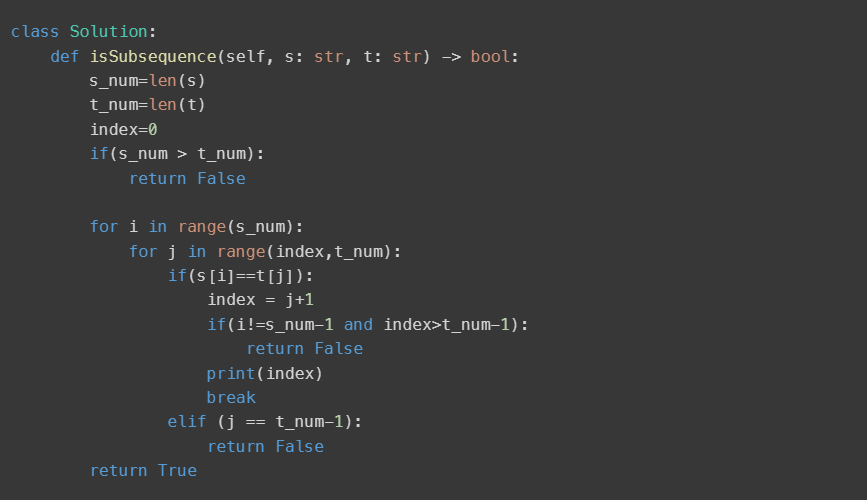 class Solution:
    def isSubsequence(self, s: str, t: str) -> bool:
        s_num=len(s)
        t_num=len(t)
        index=0
        if(s_num > t_num):
            return False

        for i in range(s_num):
            for j in range(index,t_num):
                if(s[i]==t[j]):
                    index = j+1
                    if(i!=s_num-1 and index>t_num-1):
                        return False
                    print(index)
                    break
                elif (j == t_num-1):
                    return False
        return True